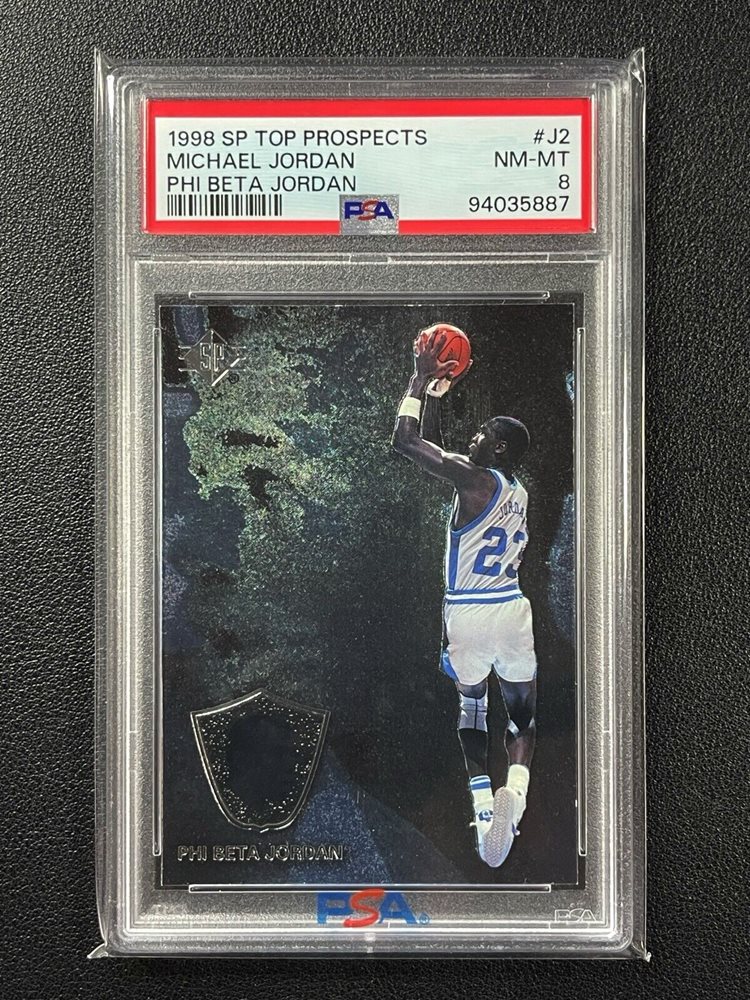 1998 SP TOP PROSPECTS #J2
MICHAEL JORDAN NM-MT
PHI BETA JORDAN 8
PSA 94035887
SP®
JORDAN
23
PHI BETA JORDAN
PSA®
PSA